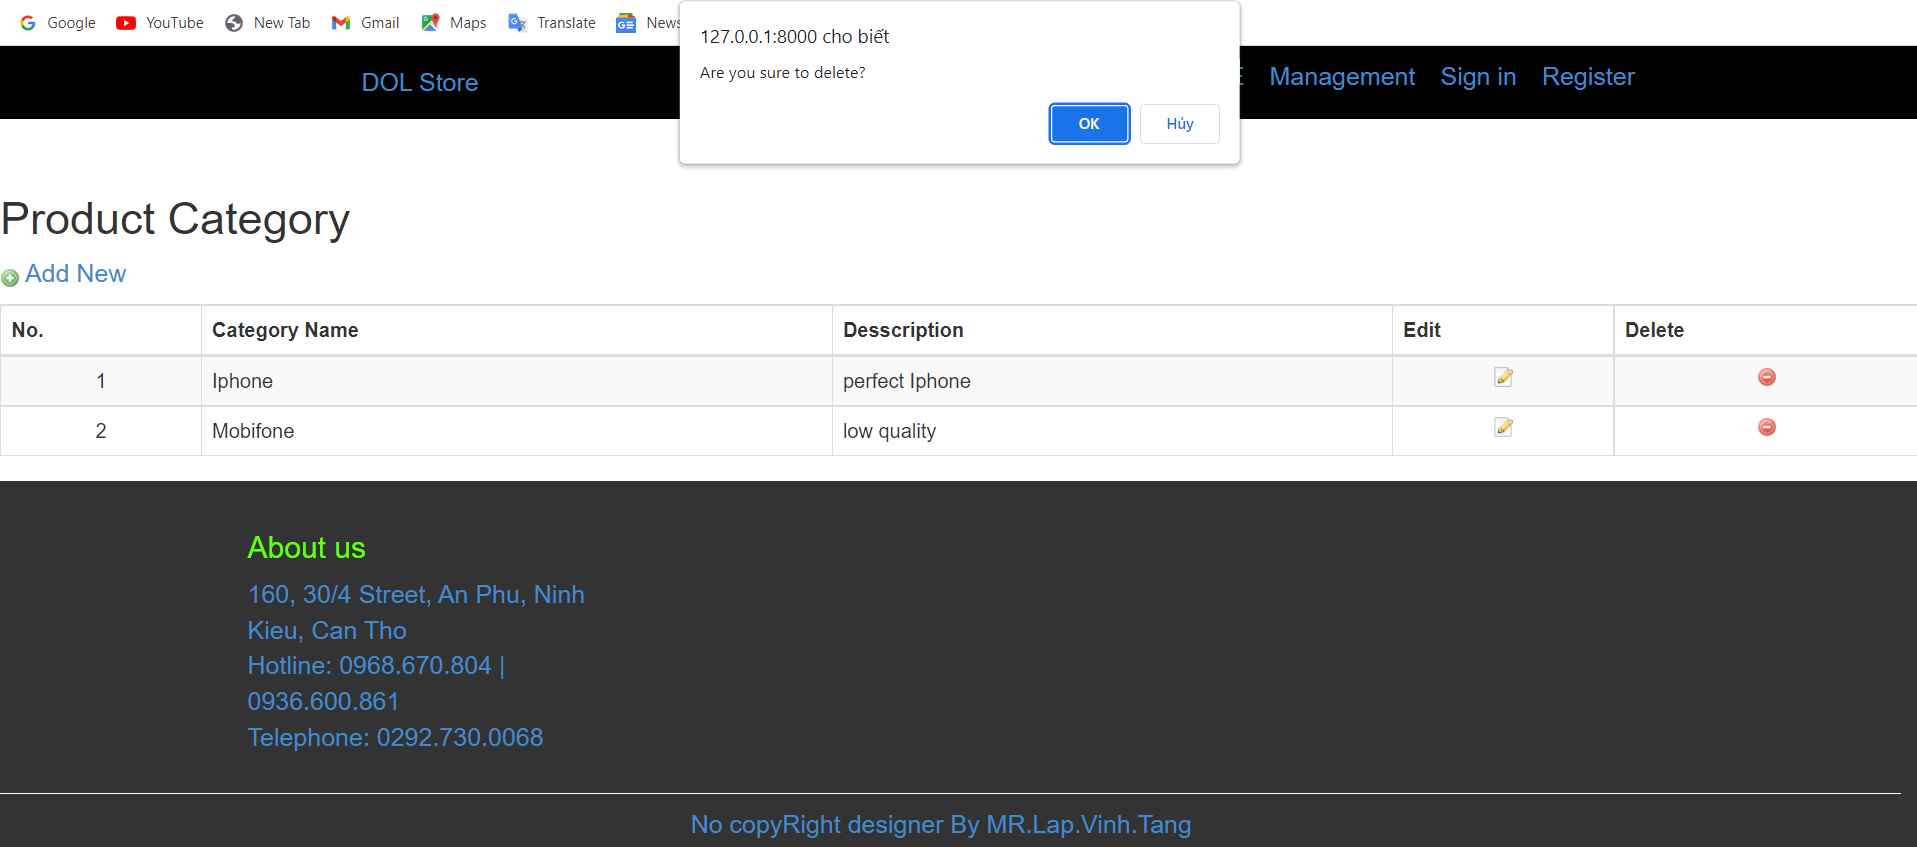 Google YouTube New Tab Gmail Maps Translate News
127.0.0.1:8000 cho biết
Are you sure to delete?
OK Hủy
DOL Store Management Sign in Register
Product Category
Add New
No. Category Name Desscription Edit Delete
1 Iphone perfect Iphone
2 Mobifone low quality
About us
160, 30/4 Street, An Phu, Ninh
Kieu, Can Tho
Hotline: 0968.670.804 |
0936.600.861
Telephone: 0292.730.0068
No copyRight designer By MR.Lap.Vinh.Tang